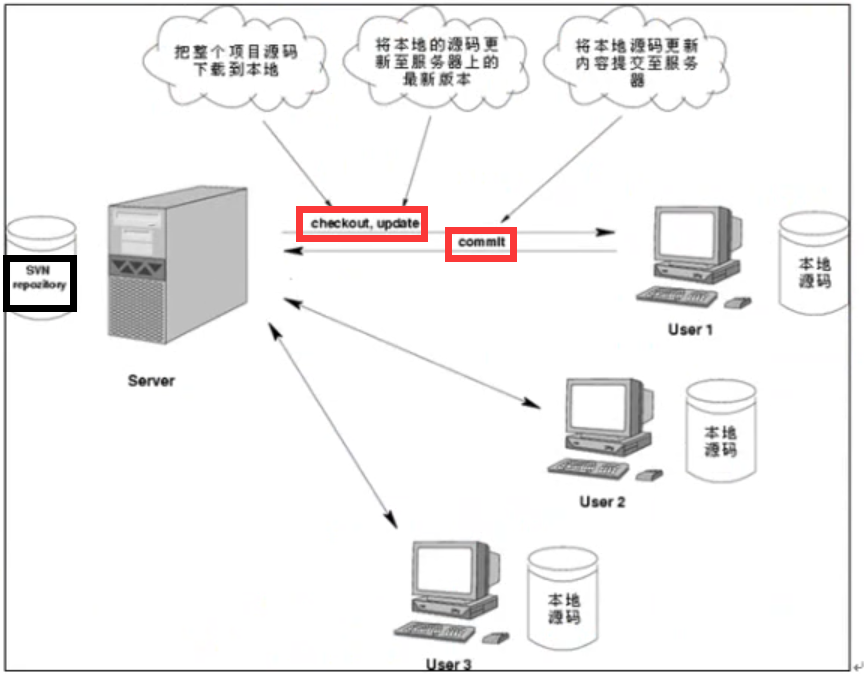 把整个项目源码
下载到本地
将本地的源码更
新至服务器上的
最新版本
将本地源码更新
内容提交至服务
器
checkout, update
commit
SVN
repozitory
本地
源码
User 1
Server
本地
源码
User 2
本地
源码
User 3